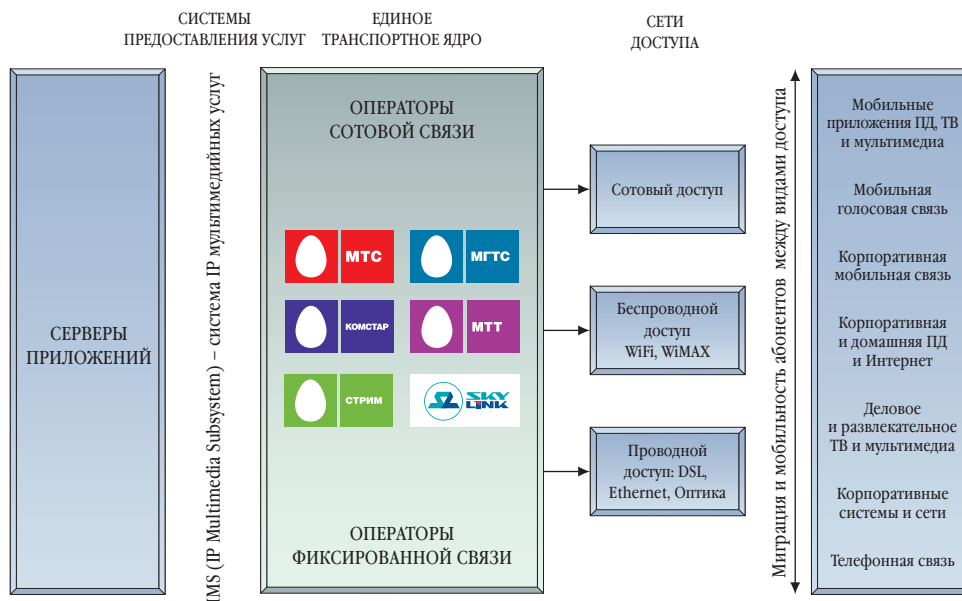 СИСТЕМЫ
ПРЕДОСТАВЛЕНИЯ УСЛУГ
ЕДИНОЕ
ТРАНСПОРТНОЕ ЯДРО
СЕТИ
ДОСТУПА
СЕРВЕРЫ
ПРИЛОЖЕНИЙ
IMS (IP Multimedia Subsystem) – система IP мультимедийных услуг
ОПЕРАТОРЫ
СОТОВОЙ СВЯЗИ
МТС
МГТС
КОМСТАР
МТТ
СТРИМ
SKY
LINK
ОПЕРАТОРЫ
ФИКСИРОВАННОЙ СВЯЗИ
Сотовый доступ
Беспроводной
доступ
WiFi, WiMAX
Проводной
доступ: DSL,
Ethernet, Оптика
Миграция и мобильность абонентов между видами доступа
Мобильные
приложения ПД, ТВ
и мультимедиа
Мобильная
голосовая связь
Корпоративная
мобильная связь
Корпоративная
и домашняя ПД
и Интернет
Деловое
и развлекательное
ТВ и мультимедиа
Корпоративные
системы и сети
Телефонная связь